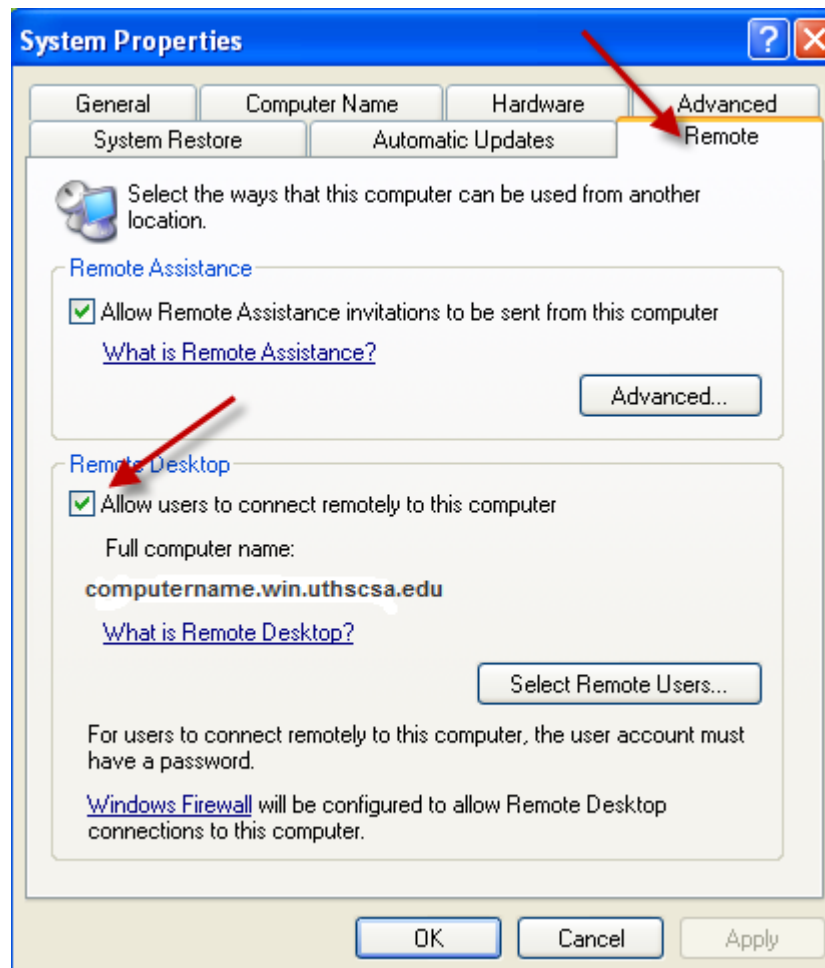 System Properties
General Computer Name Hardware Advanced
System Restore Automatic Updates Remote
Select the ways that this computer can be used from another
location.
Remote Assistance
Allow Remote Assistance invitations to be sent from this computer
What is Remote Assistance?
Advanced...
Remote Desktop
Allow users to connect remotely to this computer
Full computer name:
computername.win.uthscsa.edu
What is Remote Desktop?
Select Remote Users...
For users to connect remotely to this computer, the user account must
have a password.
Windows Firewall will be configured to allow Remote Desktop
connections to this computer.
OK Cancel Apply